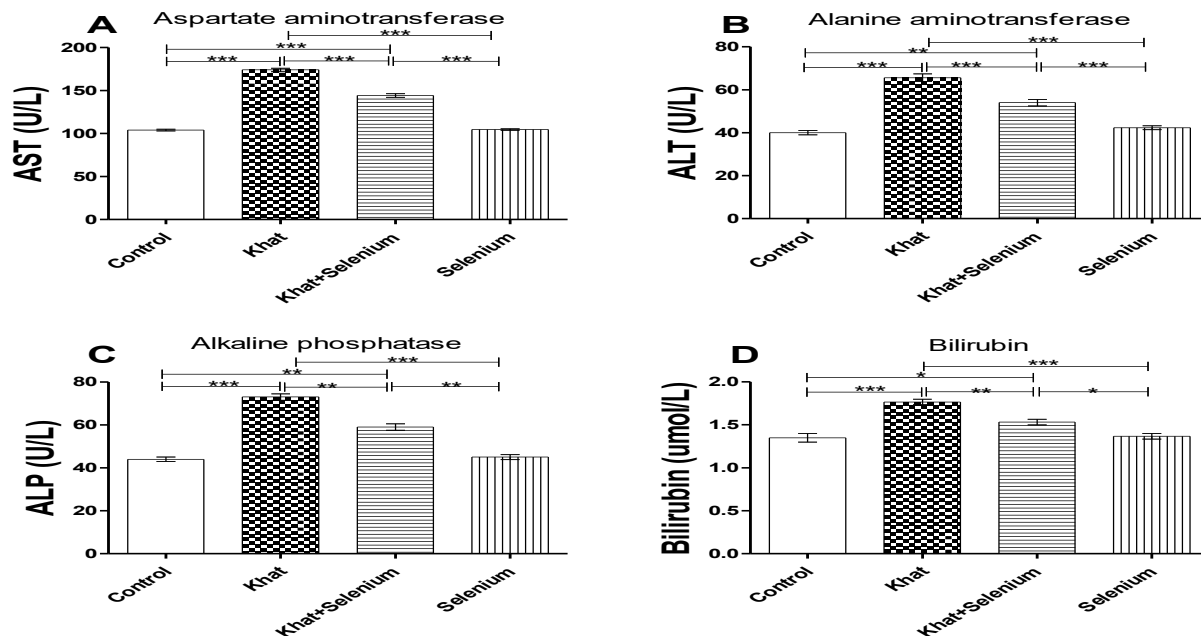 A Aspartate aminotransferase
***
***
*** *** ***
AST (U/L)
200
150
100
50
0
Control Khat Khat+Selenium Selenium
B Alanine aminotransferase
***
**
*** *** ***
ALT (U/L)
80
60
40
20
0
Control Khat Khat+Selenium Selenium
C Alkaline phosphatase
***
**
*** ** **
ALP (U/L)
80
60
40
20
0
Control Khat Khat+Selenium Selenium
D Bilirubin
***
*
*** ** *
Bilirubin (umol/L)
2.0
1.5
1.0
0.5
0.0
Control Khat Khat+Selenium Selenium